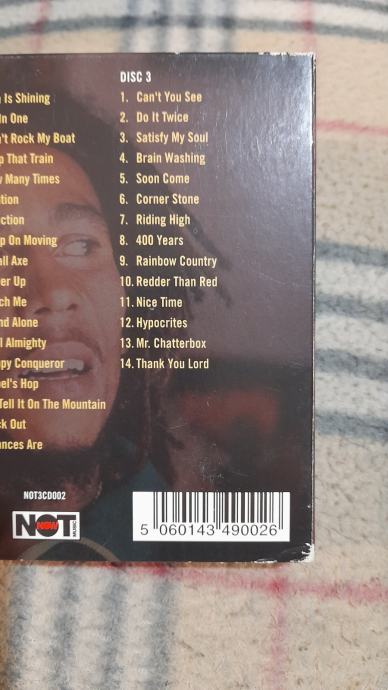 Is Shining
In One
't Rock My Boat
p That Train
Many Times
tion
ction
p On Moving
all Axe
er Up
ch Me
nd Alone
l Almighty
ppy Conqueror
el's Hop
Tell It On The Mountain
k Out
ances Are
DISC 3
1. Can't You See
2. Do It Twice
3. Satisfy My Soul
4. Brain Washing
5. Soon Come
6. Corner Stone
7. Riding High
8. 400 Years
9. Rainbow Country
10. Redder Than Red
11. Nice Time
12. Hypocrites
13. Mr. Chatterbox
14. Thank You Lord
NOT3CD002
NOT NOW MUSIC
5 060143 490026